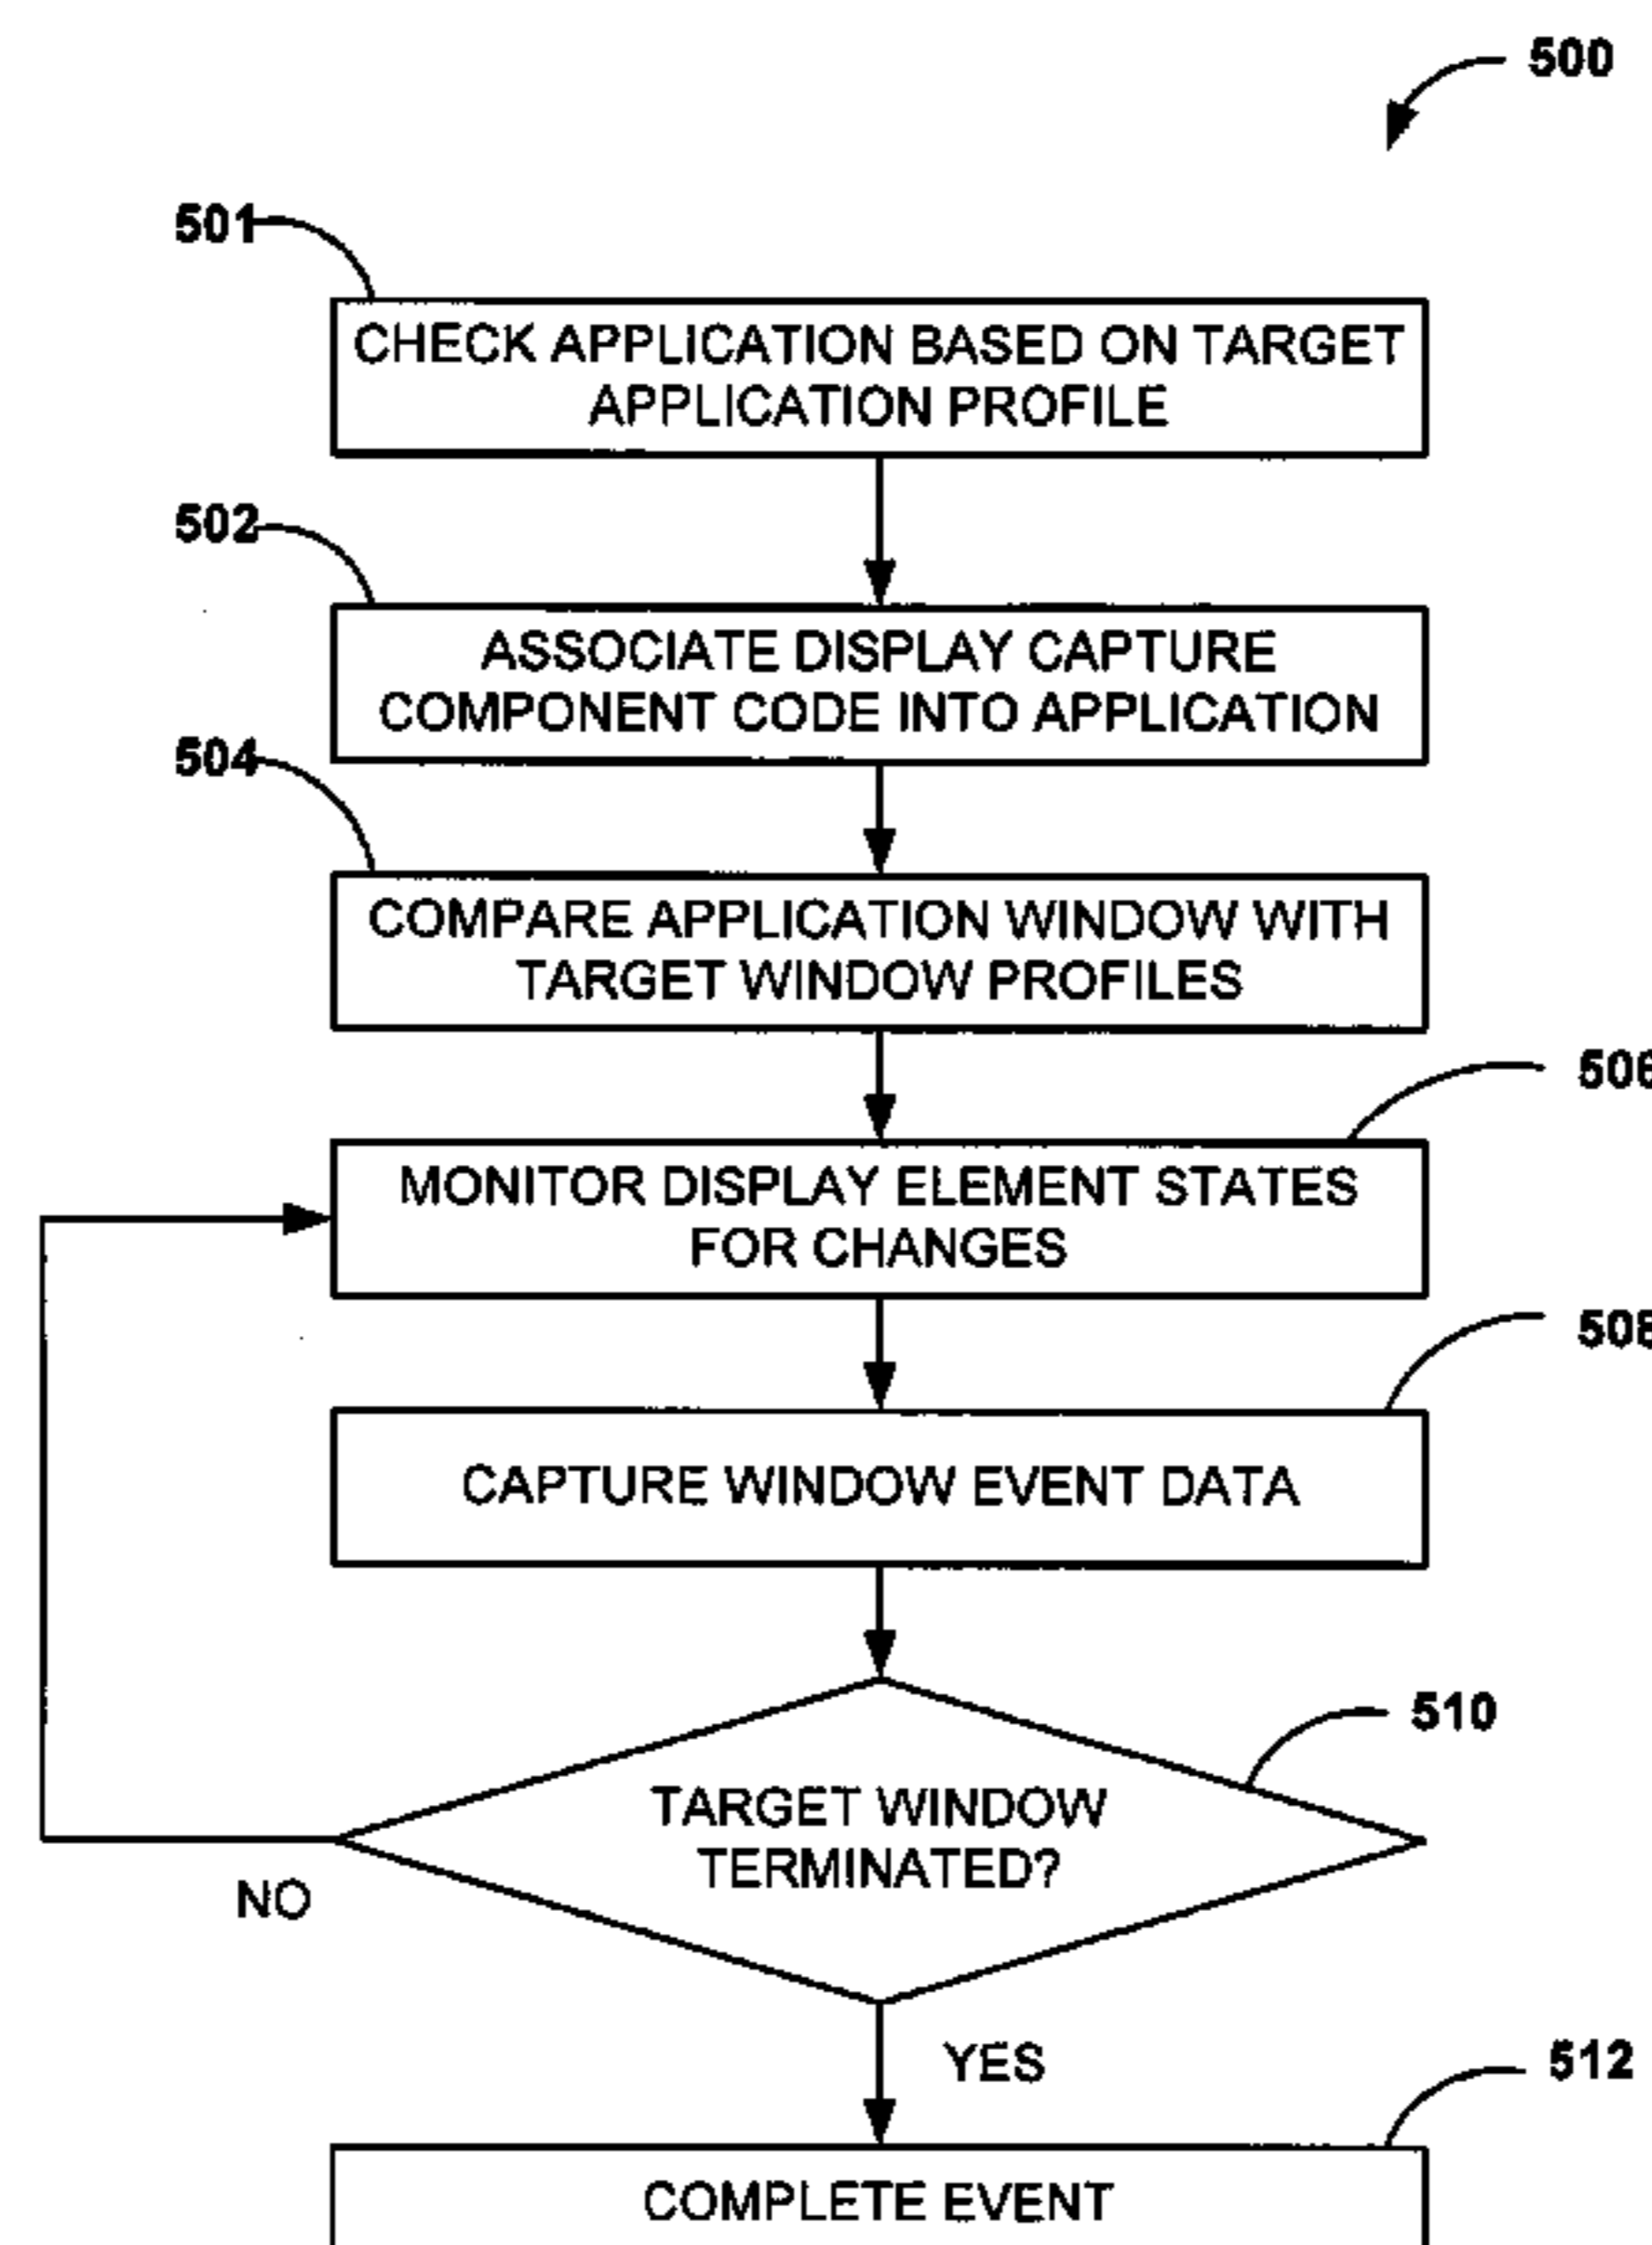 500
501
CHECK APPLICATION BASED ON TARGET
APPLICATION PROFILE
502
ASSOCIATE DISPLAY CAPTURE
COMPONENT CODE INTO APPLICATION
504
COMPARE APPLICATION WINDOW WITH
TARGET WINDOW PROFILES
506
MONITOR DISPLAY ELEMENT STATES
FOR CHANGES
508
CAPTURE WINDOW EVENT DATA
510
TARGET WINDOW
TERMINATED?
NO
YES
512
COMPLETE EVENT